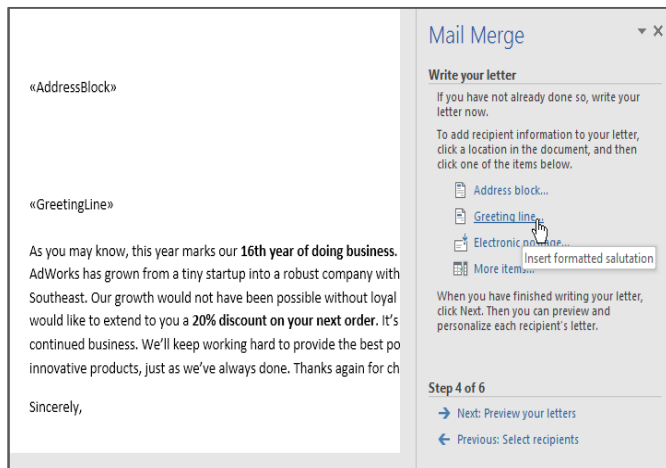 «AddressBlock»
«GreetingLine»
As you may know, this year marks our 16th year of doing business.
AdWorks has grown from a tiny startup into a robust company with
Southeast. Our growth would not have been possible without loyal
would like to extend to you a 20% discount on your next order. It's
continued business. We'll keep working hard to provide the best po
innovative products, just as we've always done. Thanks again for ch
Sincerely,
Mail Merge
Write your letter
If you have not already done so, write your
letter now.
To add recipient information to your letter,
click a location in the document, and then
click one of the items below.
Address block...
Greeting line...
Electronic postage...
Insert formatted salutation
More items...
When you have finished writing your letter,
click Next. Then you can preview and
personalize each recipient's letter.
Step 4 of 6
Next: Preview your letters
Previous: Select recipients